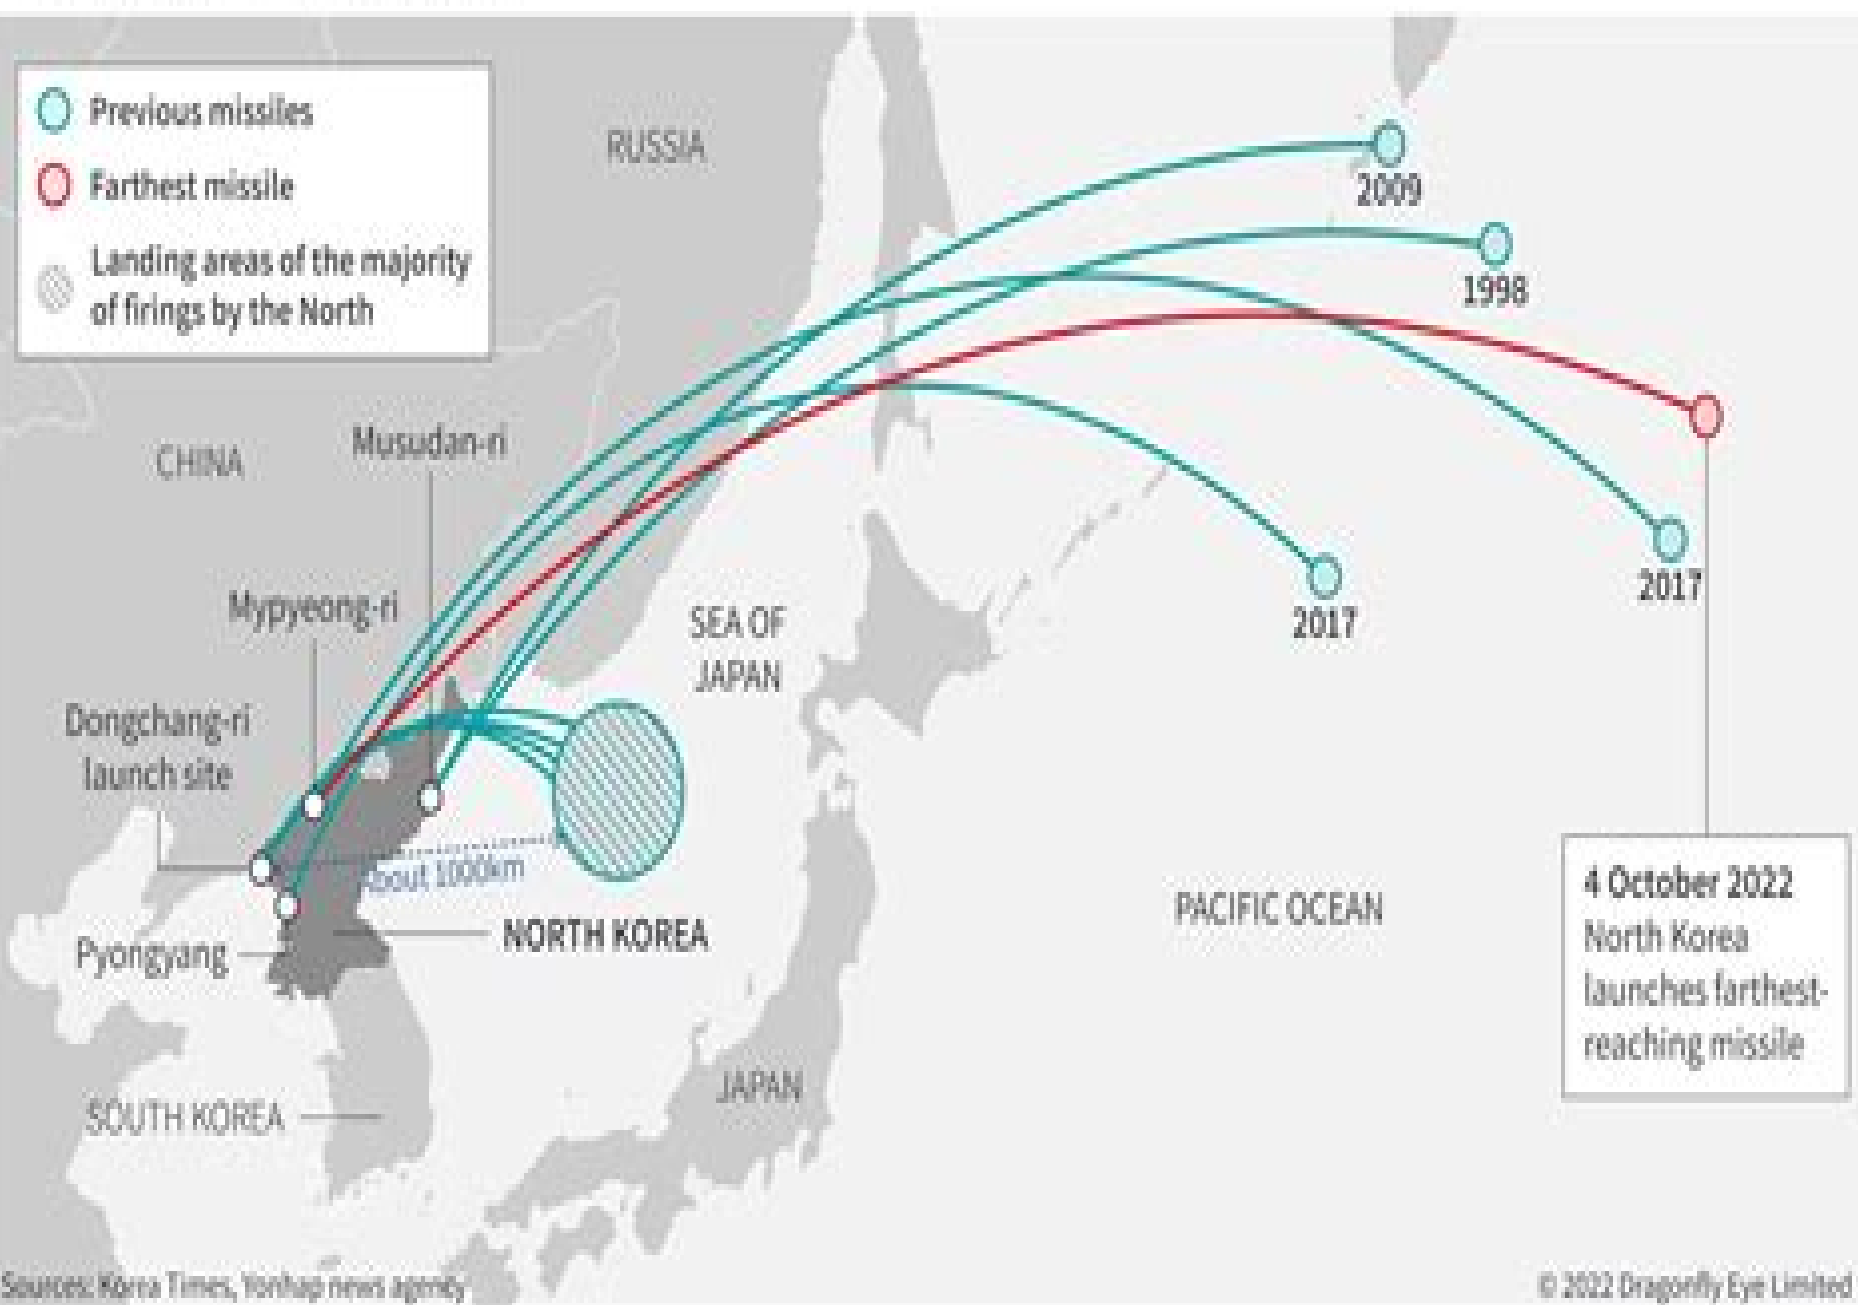 Previous missiles
Farthest missile
Landing areas of the majority
of firings by the North
RUSSIA
2009
1998
CHINA
Musudan-ri
2017
2017
Mypyeong-ri
SEA OF
JAPAN
Dongchang-ri
launch site
About 1000km
NORTH KOREA
Pyongyang
PACIFIC OCEAN
4 October 2022
North Korea
launches farthest-
reaching missile
JAPAN
SOUTH KOREA
Sources: Korea Times, Yonhap news agency
© 2022 Dragonfly Eye Limited